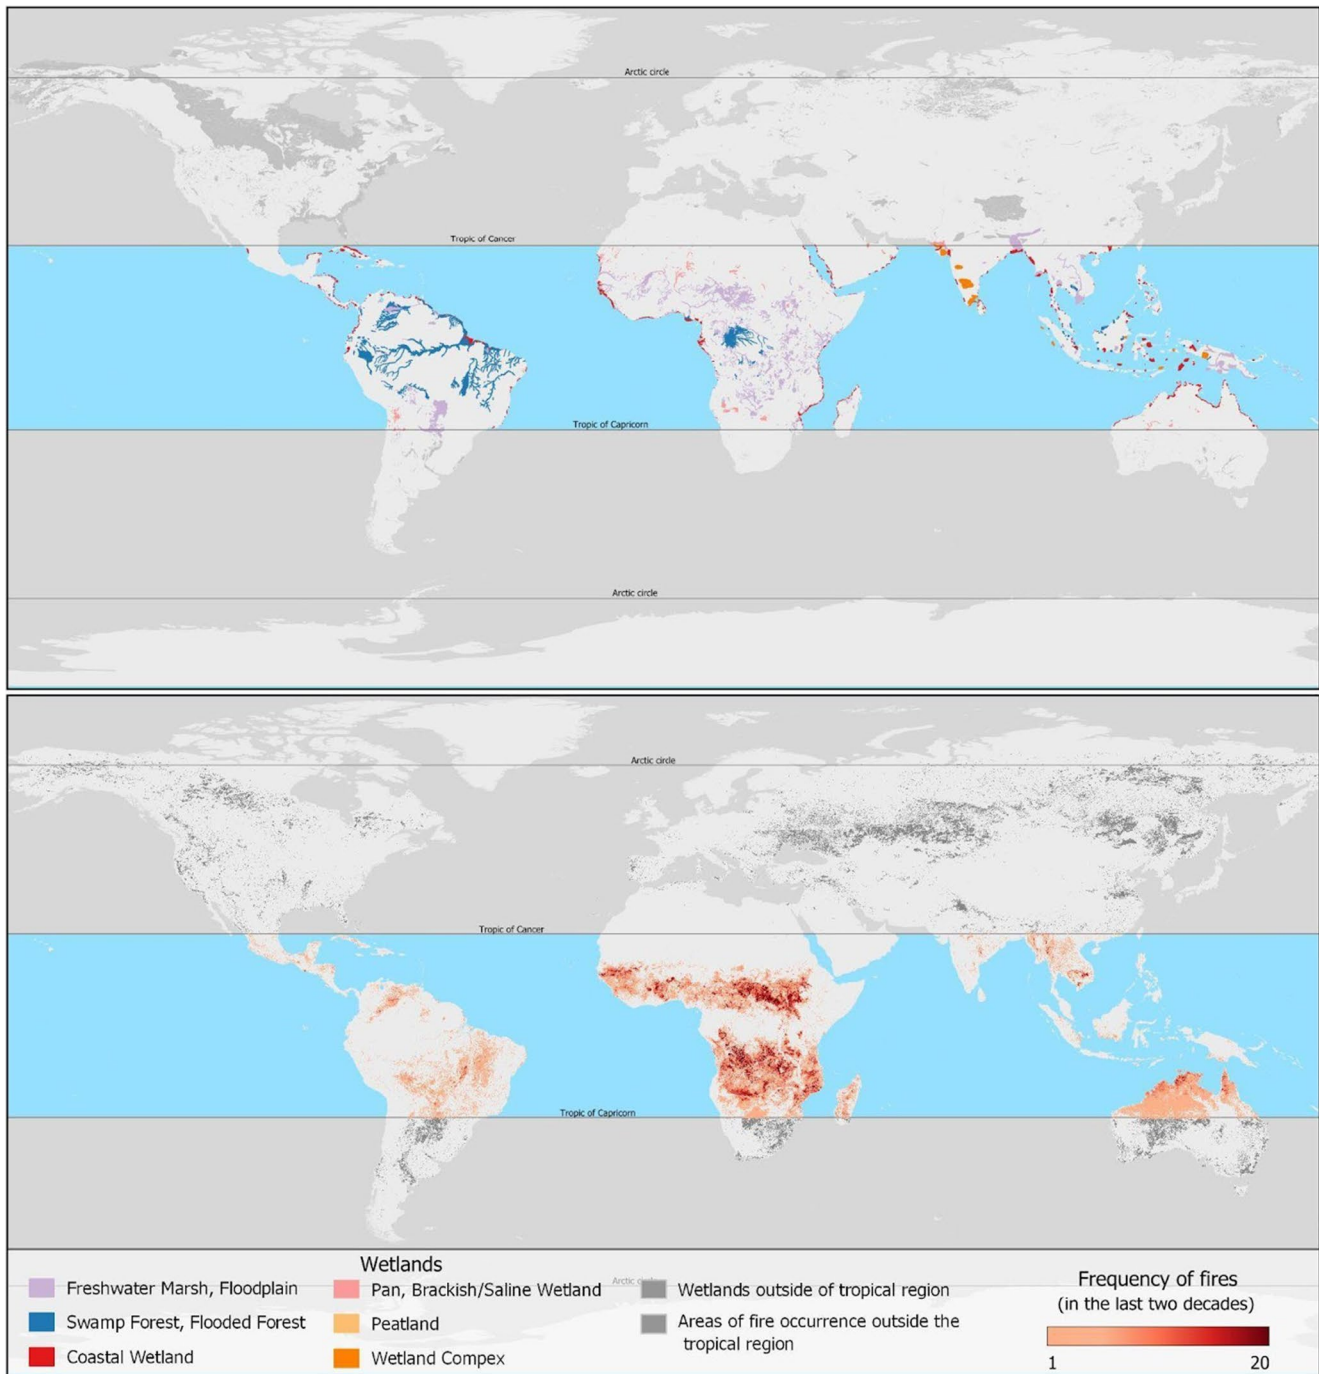 Arctic circle
Tropic of Cancer
Tropic of Capricorn
Arctic circle
Arctic circle
Tropic of Cancer
Tropic of Capricorn
Wetlands
Freshwater Marsh, Floodplain
Swamp Forest, Flooded Forest
Coastal Wetland
Pan, Brackish/Saline Wetland
Peatland
Wetland Compex
Arctic circle
Wetlands outside of tropical region
Areas of fire occurrence outside the
tropical region
Frequency of fires
(in the last two decades)
1 20